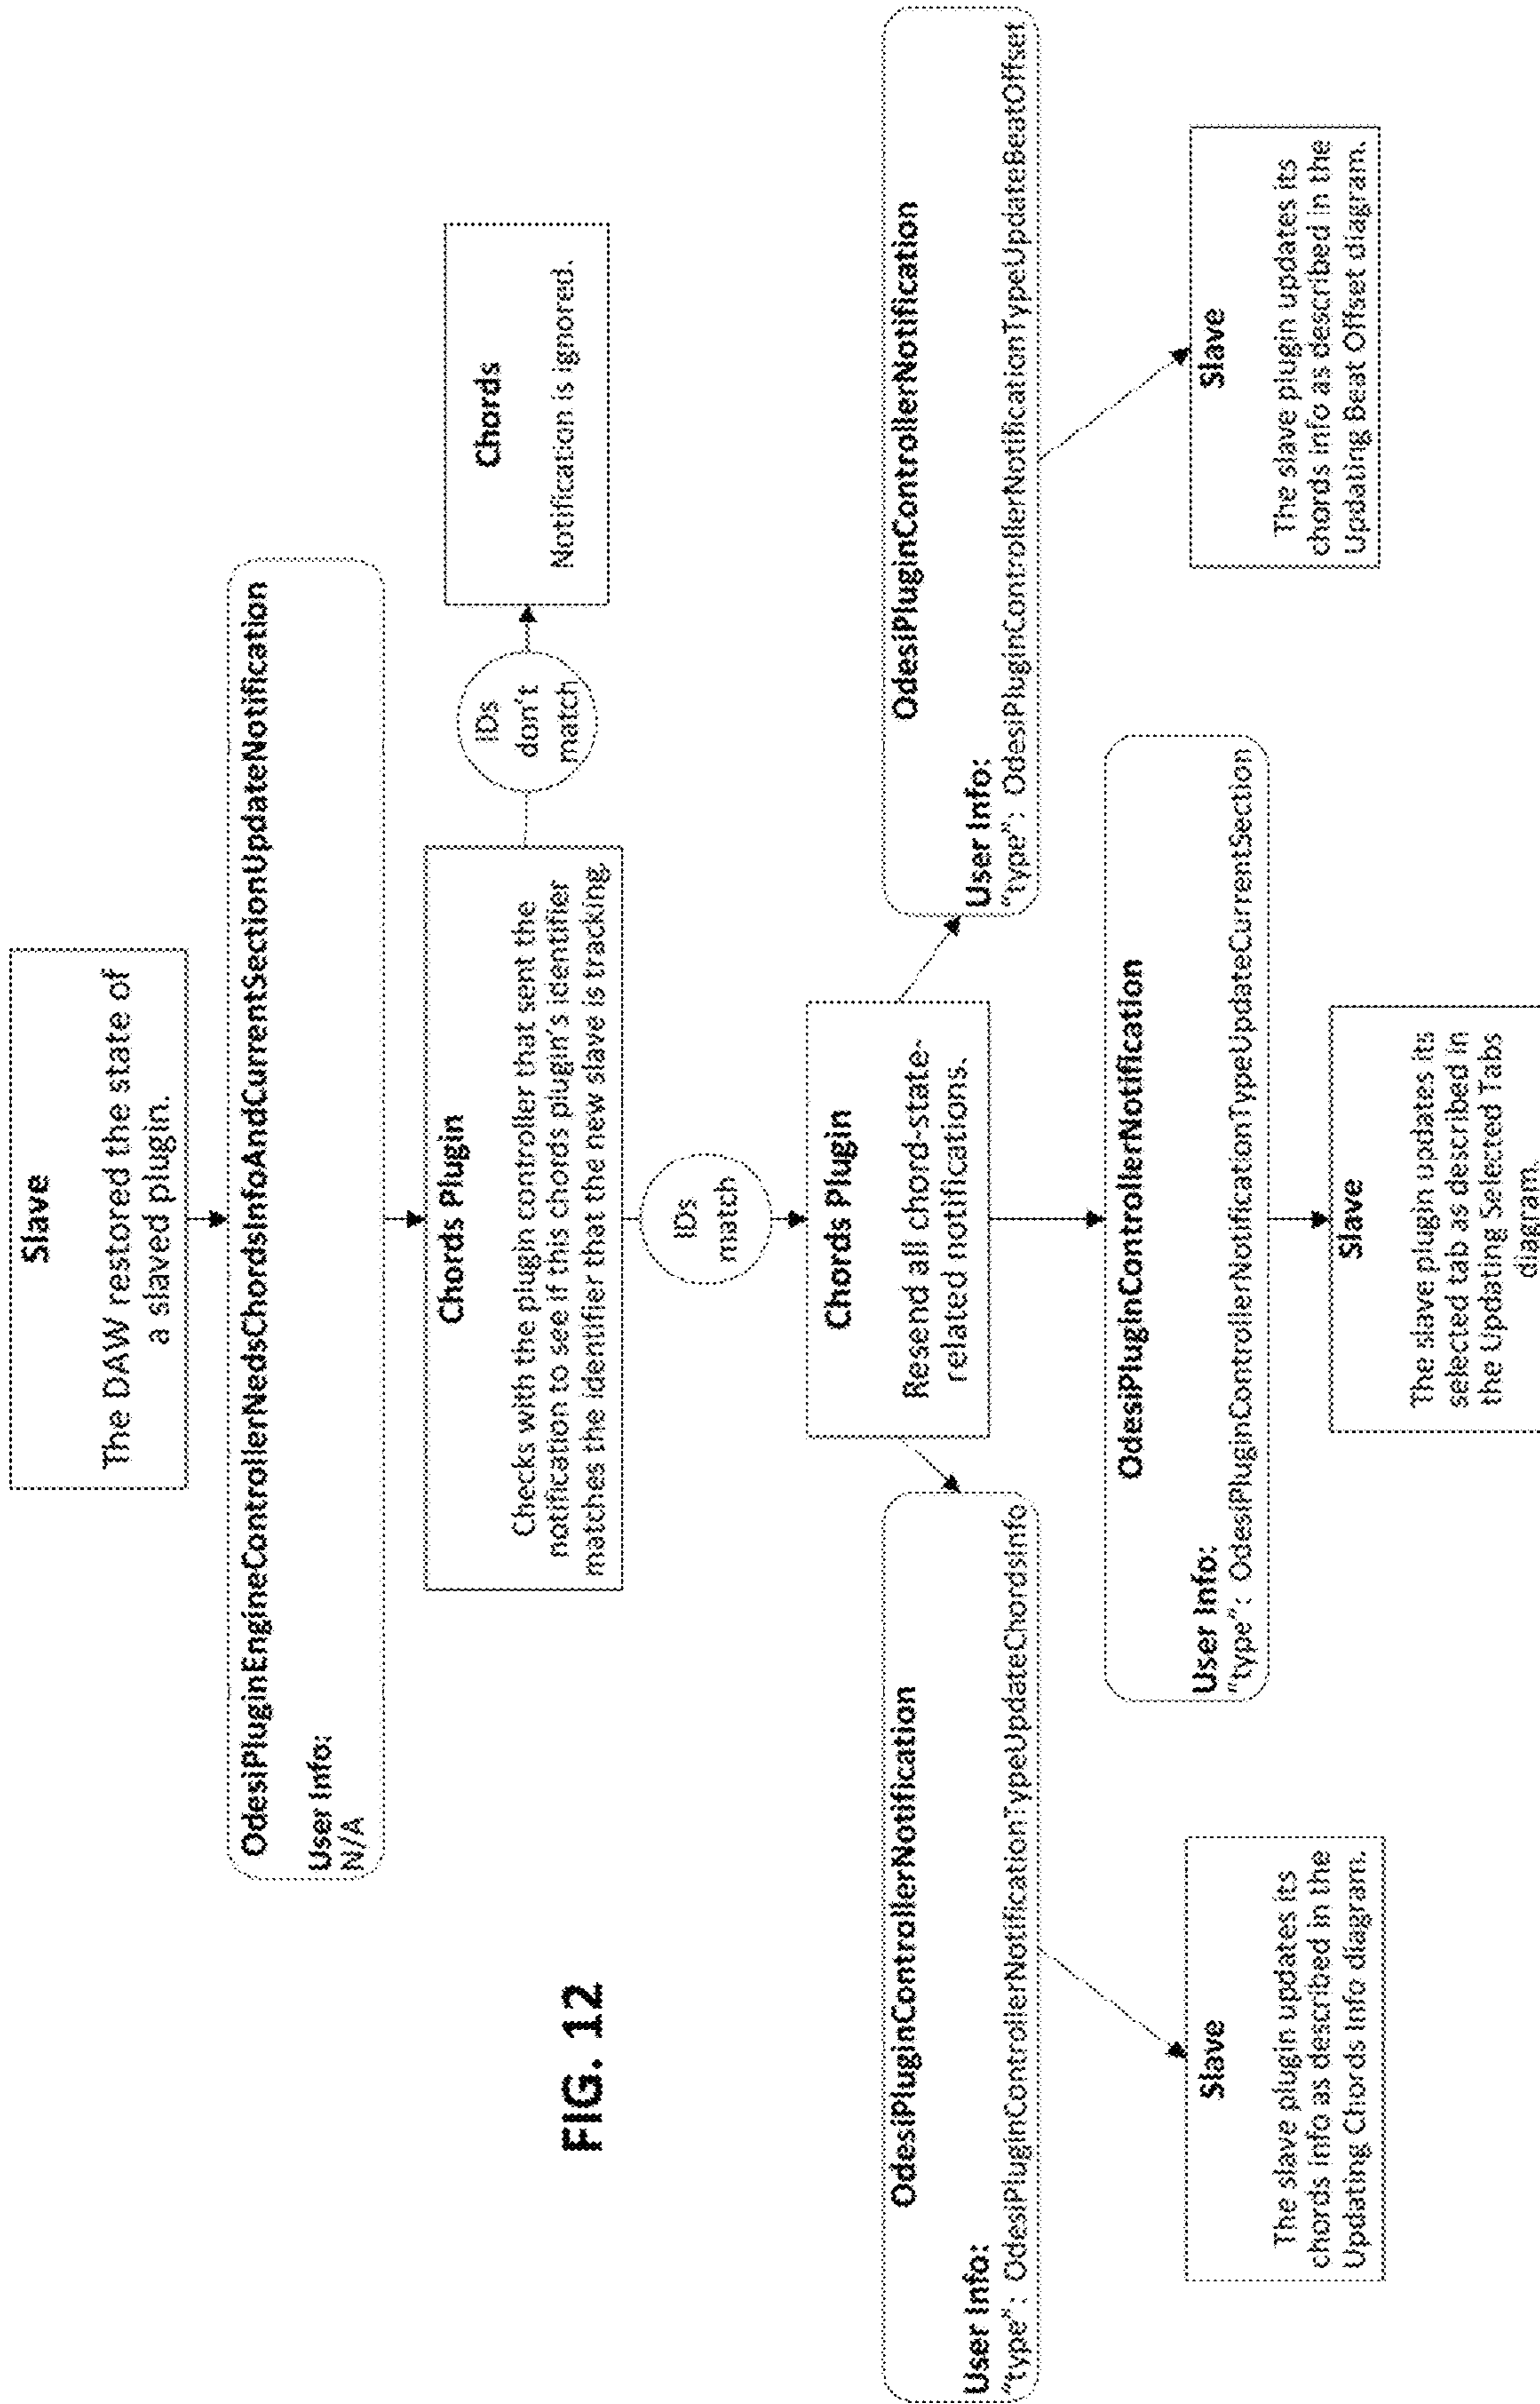 Slave
The DAW restored the state of
a slaved plugin.
OdesiPluginEngineControllerNeedsChordsInfoAndCurrentSectionUpdateNotification
User Info:
N/A
Chords Plugin
Checks with the plugin controller that sent the
notification to see if this chords plugin's identifier
matches the identifier that the new slave is tracking.
IDs
don't
match
Chords
Notification is ignored.
IDs
match
FIG. 12
Chords Plugin
Resend all chord-state-
related notifications.
OdesiPluginControllerNotification
User Info:
"type": OdesiPluginControllerNotificationTypeUpdateChordsInfo
OdesiPluginControllerNotification
User Info:
"type": OdesiPluginControllerNotificationTypeUpdateCurrentSection
OdesiPluginControllerNotification
User Info:
"type": OdesiPluginControllerNotificationTypeUpdateBeatOffset
Slave
The slave plugin updates its
chords info as described in the
Updating Chords Info diagram.
Slave
The slave plugin updates its
selected tab as described in
the Updating Selected Tabs
diagram.
Slave
The slave plugin updates its
chords info as described in the
Updating Beat Offset diagram.